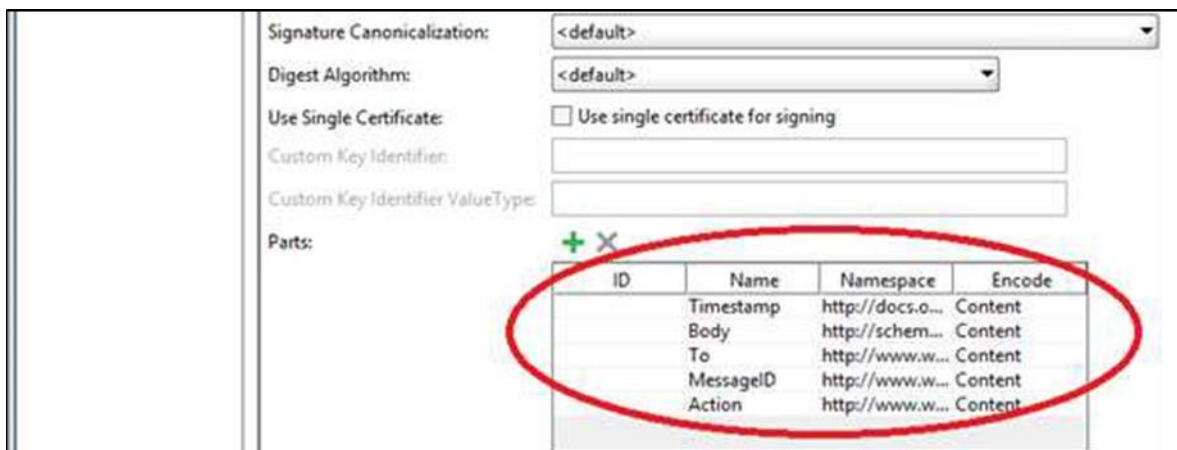 Signature Canonicalization: <default>
Digest Algorithm: <default>
Use Single Certificate: Use single certificate for signing
Custom Key Identifier:
Custom Key Identifier ValueType:
Parts:
ID Name Namespace Encode
Timestamp http://docs.o... Content
Body http://schem... Content
To http://www.w... Content
MessageID http://www.w... Content
Action http://www.w... Content